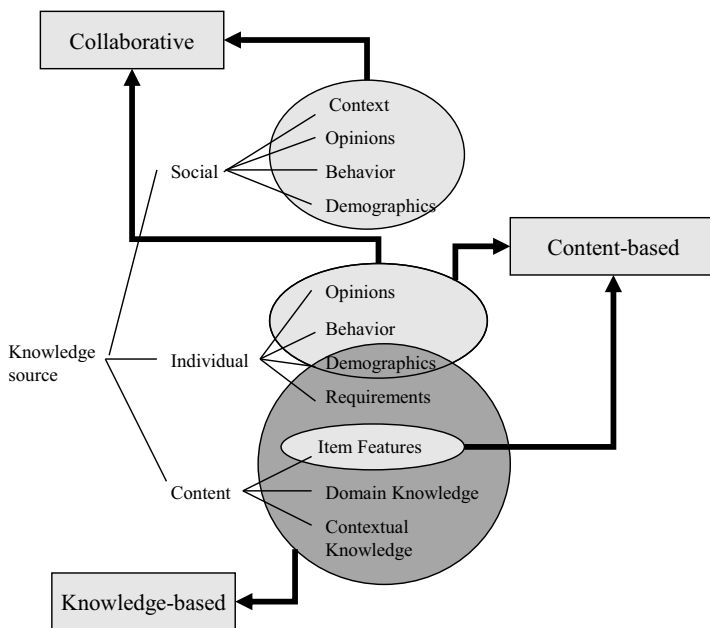 Collaborative
Context
Opinions
Social
Behavior
Demographics
Content-based
Opinions
Behavior
Knowledge
source
Individual
Demographics
Requirements
Item Features
Content
Domain Knowledge
Contextual
Knowledge
Knowledge-based